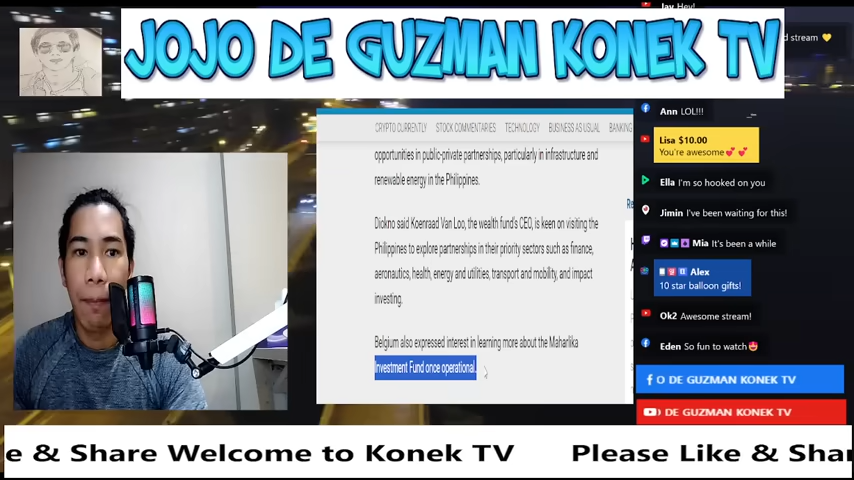 Jay Hey!
JOJO DE GUZMAN KONEK TV
d stream 💛
CRYPTO CURRENTLY STOCK COMMENTARIES TECHNOLOGY BUSINESS AS USUAL BANKING
opportunities in public-private partnerships, particularly in infrastructure and
renewable energy in the Philippines.
Diokno said Koenraad Van Loo, the wealth fund's CEO, is keen on visiting the
Philippines to explore partnerships in their priority sectors such as finance,
aeronautics, health, energy and utilities, transport and mobility, and impact
investing.
Belgium also expressed interest in learning more about the Maharlika
Investment Fund once operational.
Ann LOL!!!
Lisa $10.00
You're awesome 💕 💕
Ella I'm so hooked on you
Jimin I've been waiting for this!
Mia It's been a while
Alex
10 star balloon gifts!
Ok2 Awesome stream!
Eden So fun to watch 😍
O DE GUZMAN KONEK TV
DE GUZMAN KONEK TV
e & Share Welcome to Konek TV Please Like & Shar